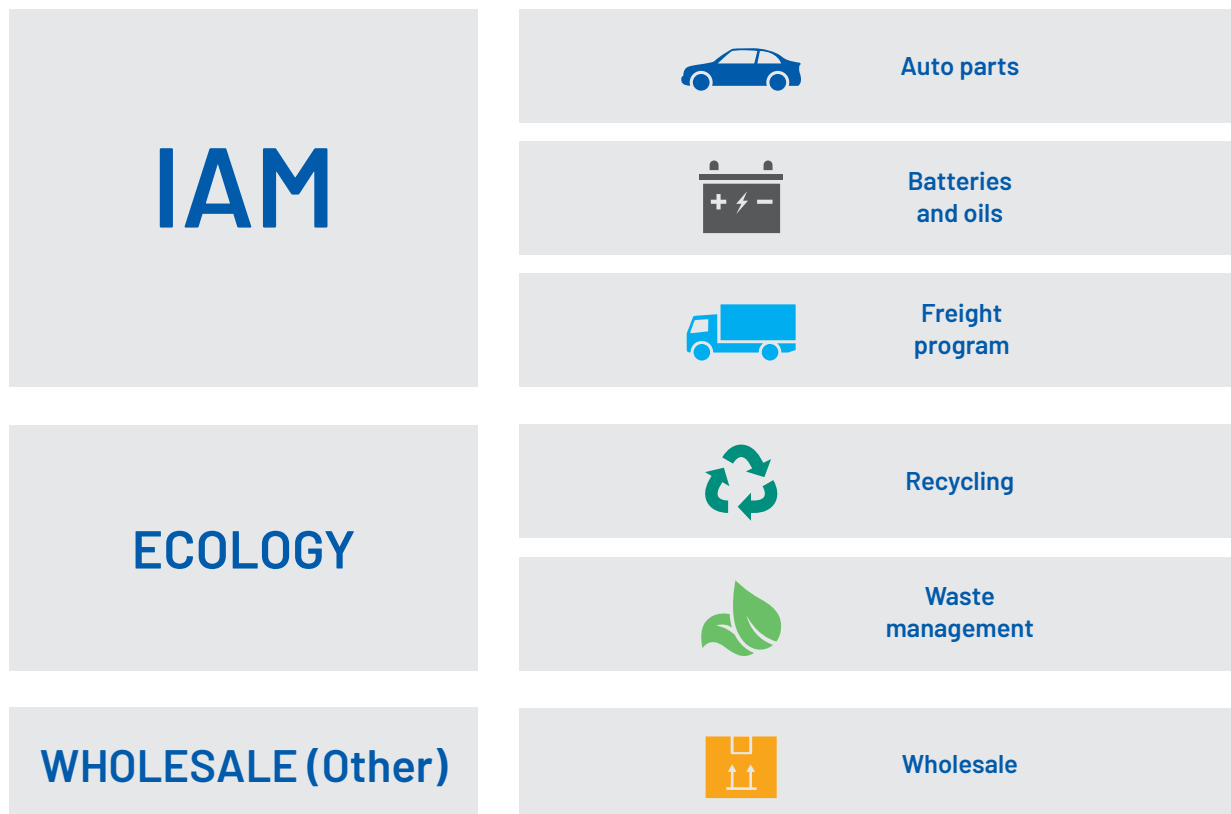 IAM
Auto parts
Batteries
and oils
Freight
program
ECOLOGY
Recycling
Waste
management
WHOLESALE (Other)
Wholesale